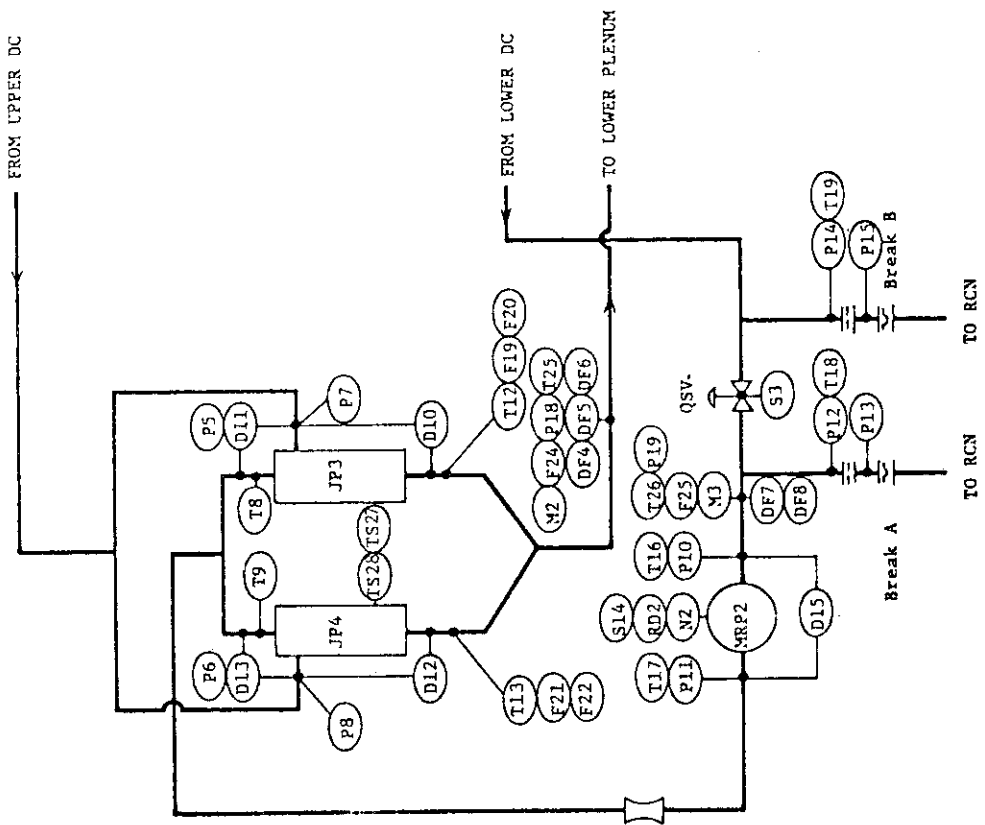 FROM UPPER DC
FROM LOWER DC
TO LOWER PLENUM
P5
D11
P7
T8
JP3
D10
T12
F19
F20
P6
D13
T9
JP4
P8
D12
TS28
TS27
T13
F21
F22
M2
F24
P18
T25
DF4
DF5
DF6
QSV-
S3
P14
T19
P15
Break B
TO RCN
P12
T18
P13
TO RCN
Break A
T26
P19
F25
M3
DF7
DF8
T16
P10
S14
RD2
N2
MRP2
D15
T17
P11